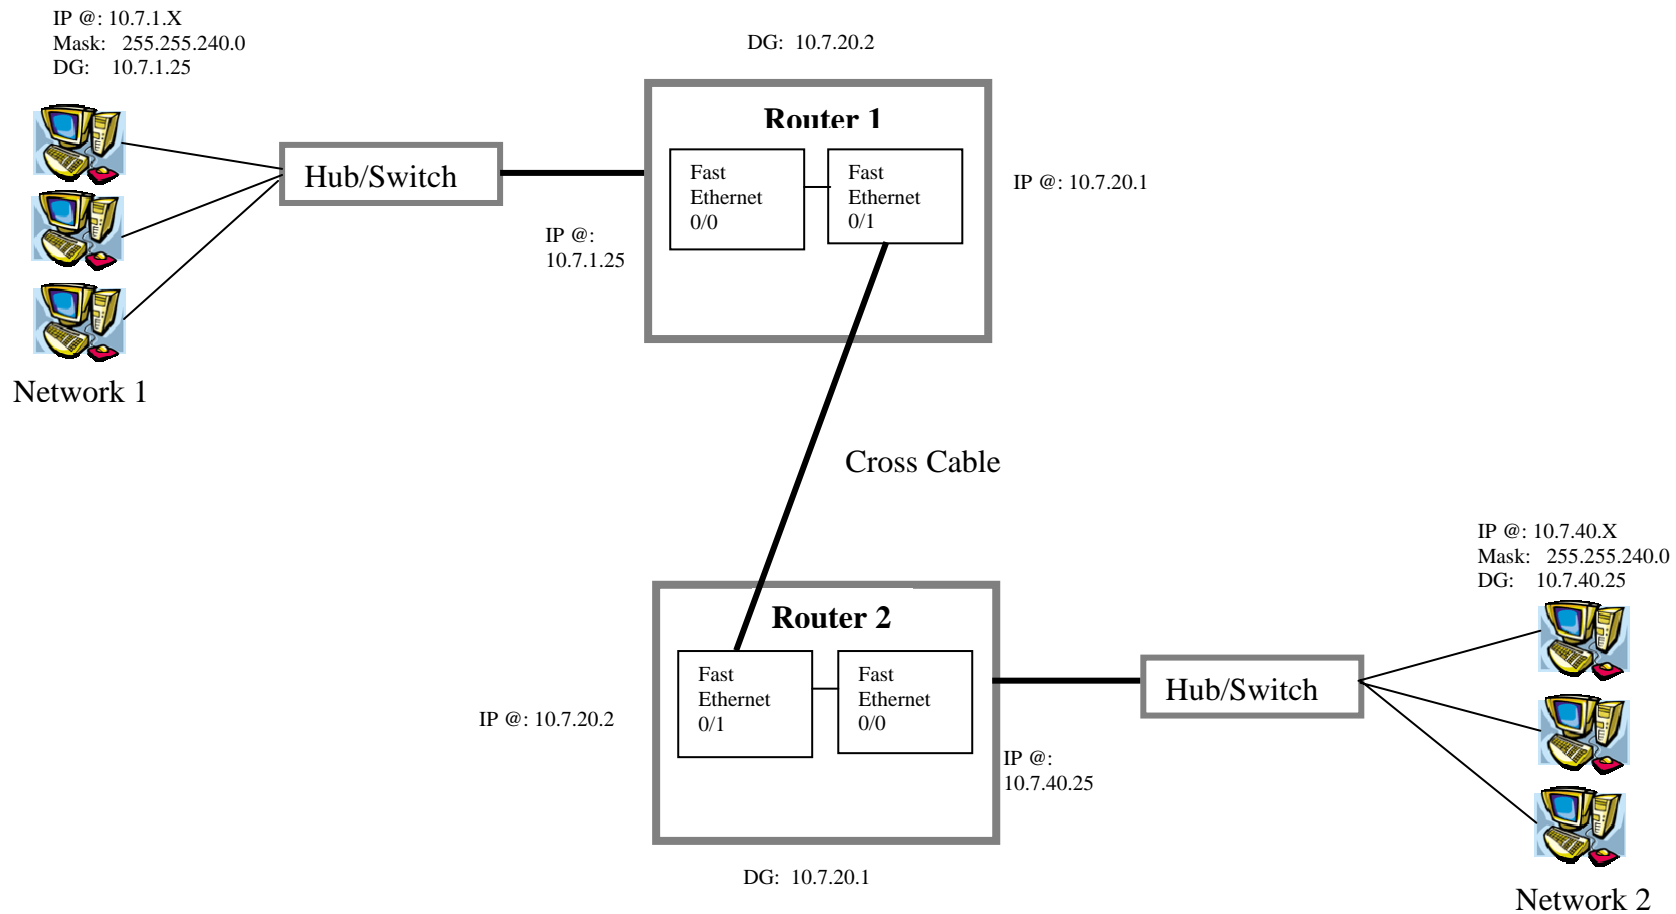 IP @: 10.7.1.X
Mask: 255.255.240.0
DG: 10.7.1.25
DG: 10.7.20.2
Router 1
Hub/Switch
Fast
Ethernet
0/0
Fast
Ethernet
0/1
IP @: 10.7.20.1
IP @:
10.7.1.25
Network 1
Cross Cable
IP @: 10.7.40.X
Mask: 255.255.240.0
DG: 10.7.40.25
Router 2
Fast
Ethernet
0/1
Fast
Ethernet
0/0
Hub/Switch
IP @: 10.7.20.2
IP @:
10.7.40.25
DG: 10.7.20.1
Network 2